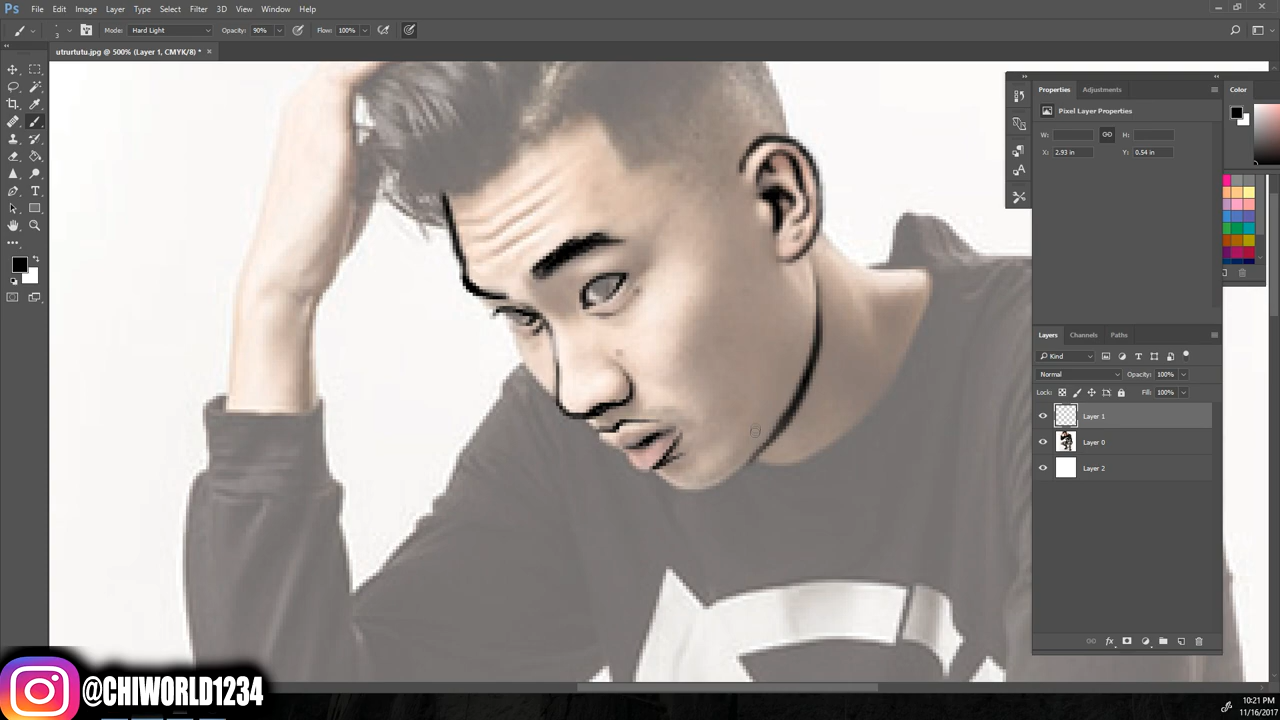 Ps File Edit Image Layer Type Select Filter 3D View Window Help
3 Mode: Hard Light Opacity: 90% Flow: 100%
utrurtutu.jpg @ 500% (Layer 1, CMYK/8) * ×
Properties Adjustments
Color
Pixel Layer Properties
W: H:
X: 2.93 in Y: 0.54 in
Layers Channels Paths
Kind
Normal Opacity: 100%
Lock: Fill: 100%
Layer 1
Layer 0
Layer 2
fx
@CHIWORLD1234
10:21 PM
11/16/2017